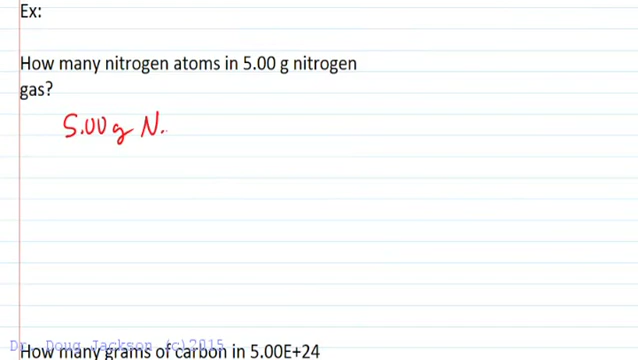 Ex:
How many nitrogen atoms in 5.00 g nitrogen
gas?
5.00 g N.
Dr. Doug Jackson (c)2015
How many grams of carbon in 5.00E+24